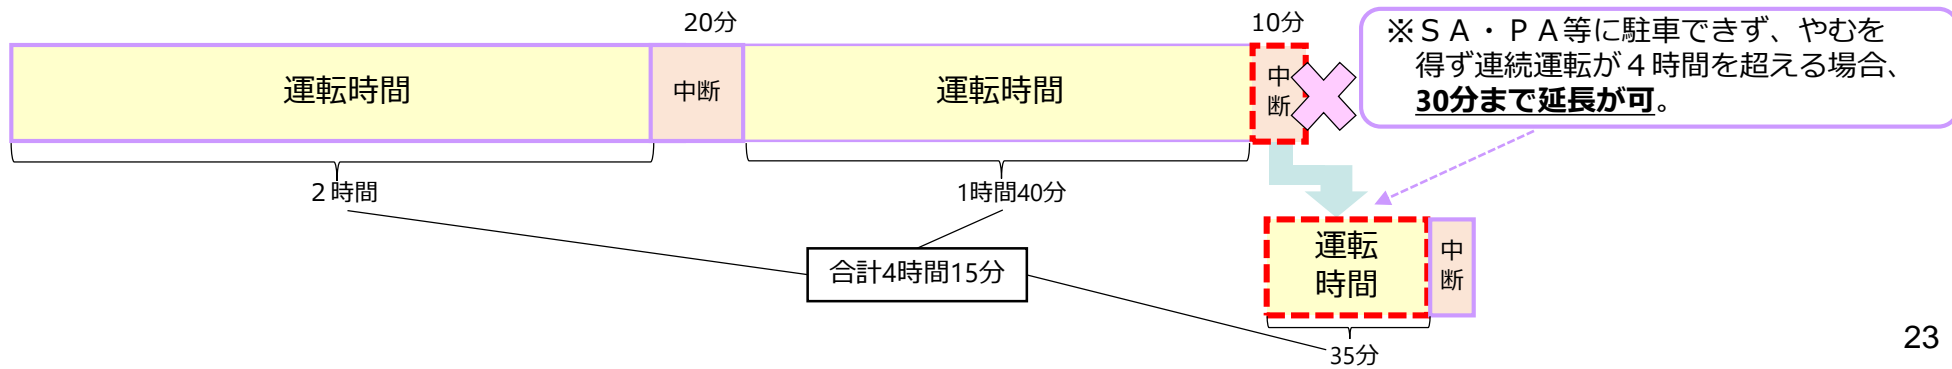 20分
10分
運転時間
中断
運転時間
中
断
※ＳＡ・ＰＡ等に駐車できず、やむを
得ず連続運転が４時間を超える場合、
30分まで延長が可。
２時間
1時間40分
合計4時間15分
運転
時間
中
断
35分
23